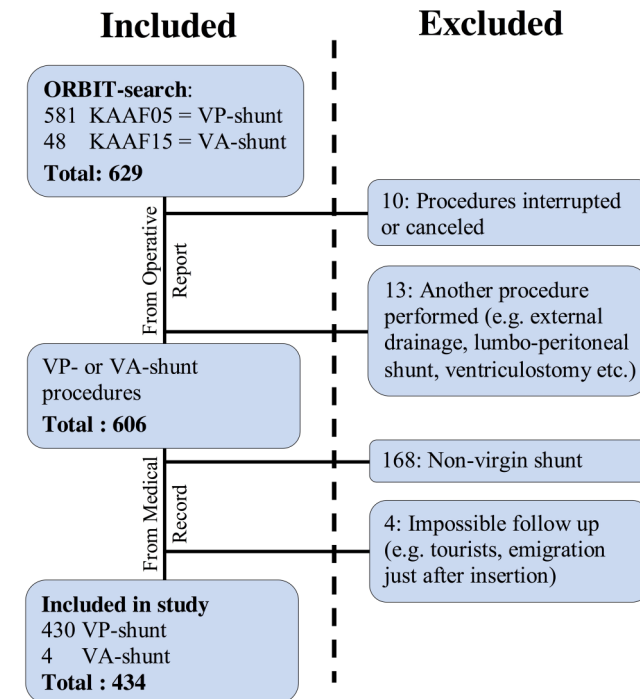 Included
Excluded
ORBIT-search:
581 KAAF05 = VP-shunt
48 KAAF15 = VA-shunt
Total: 629
From Operative
Report
10: Procedures interrupted
or canceled
13: Another procedure
performed (e.g. external
drainage, lumbo-peritoneal
shunt, ventriculostomy etc.)
VP- or VA-shunt
procedures
Total : 606
From Medical
Record
168: Non-virgin shunt
4: Impossible follow up
(e.g. tourists, emigration
just after insertion)
Included in study
430 VP-shunt
4 VA-shunt
Total : 434